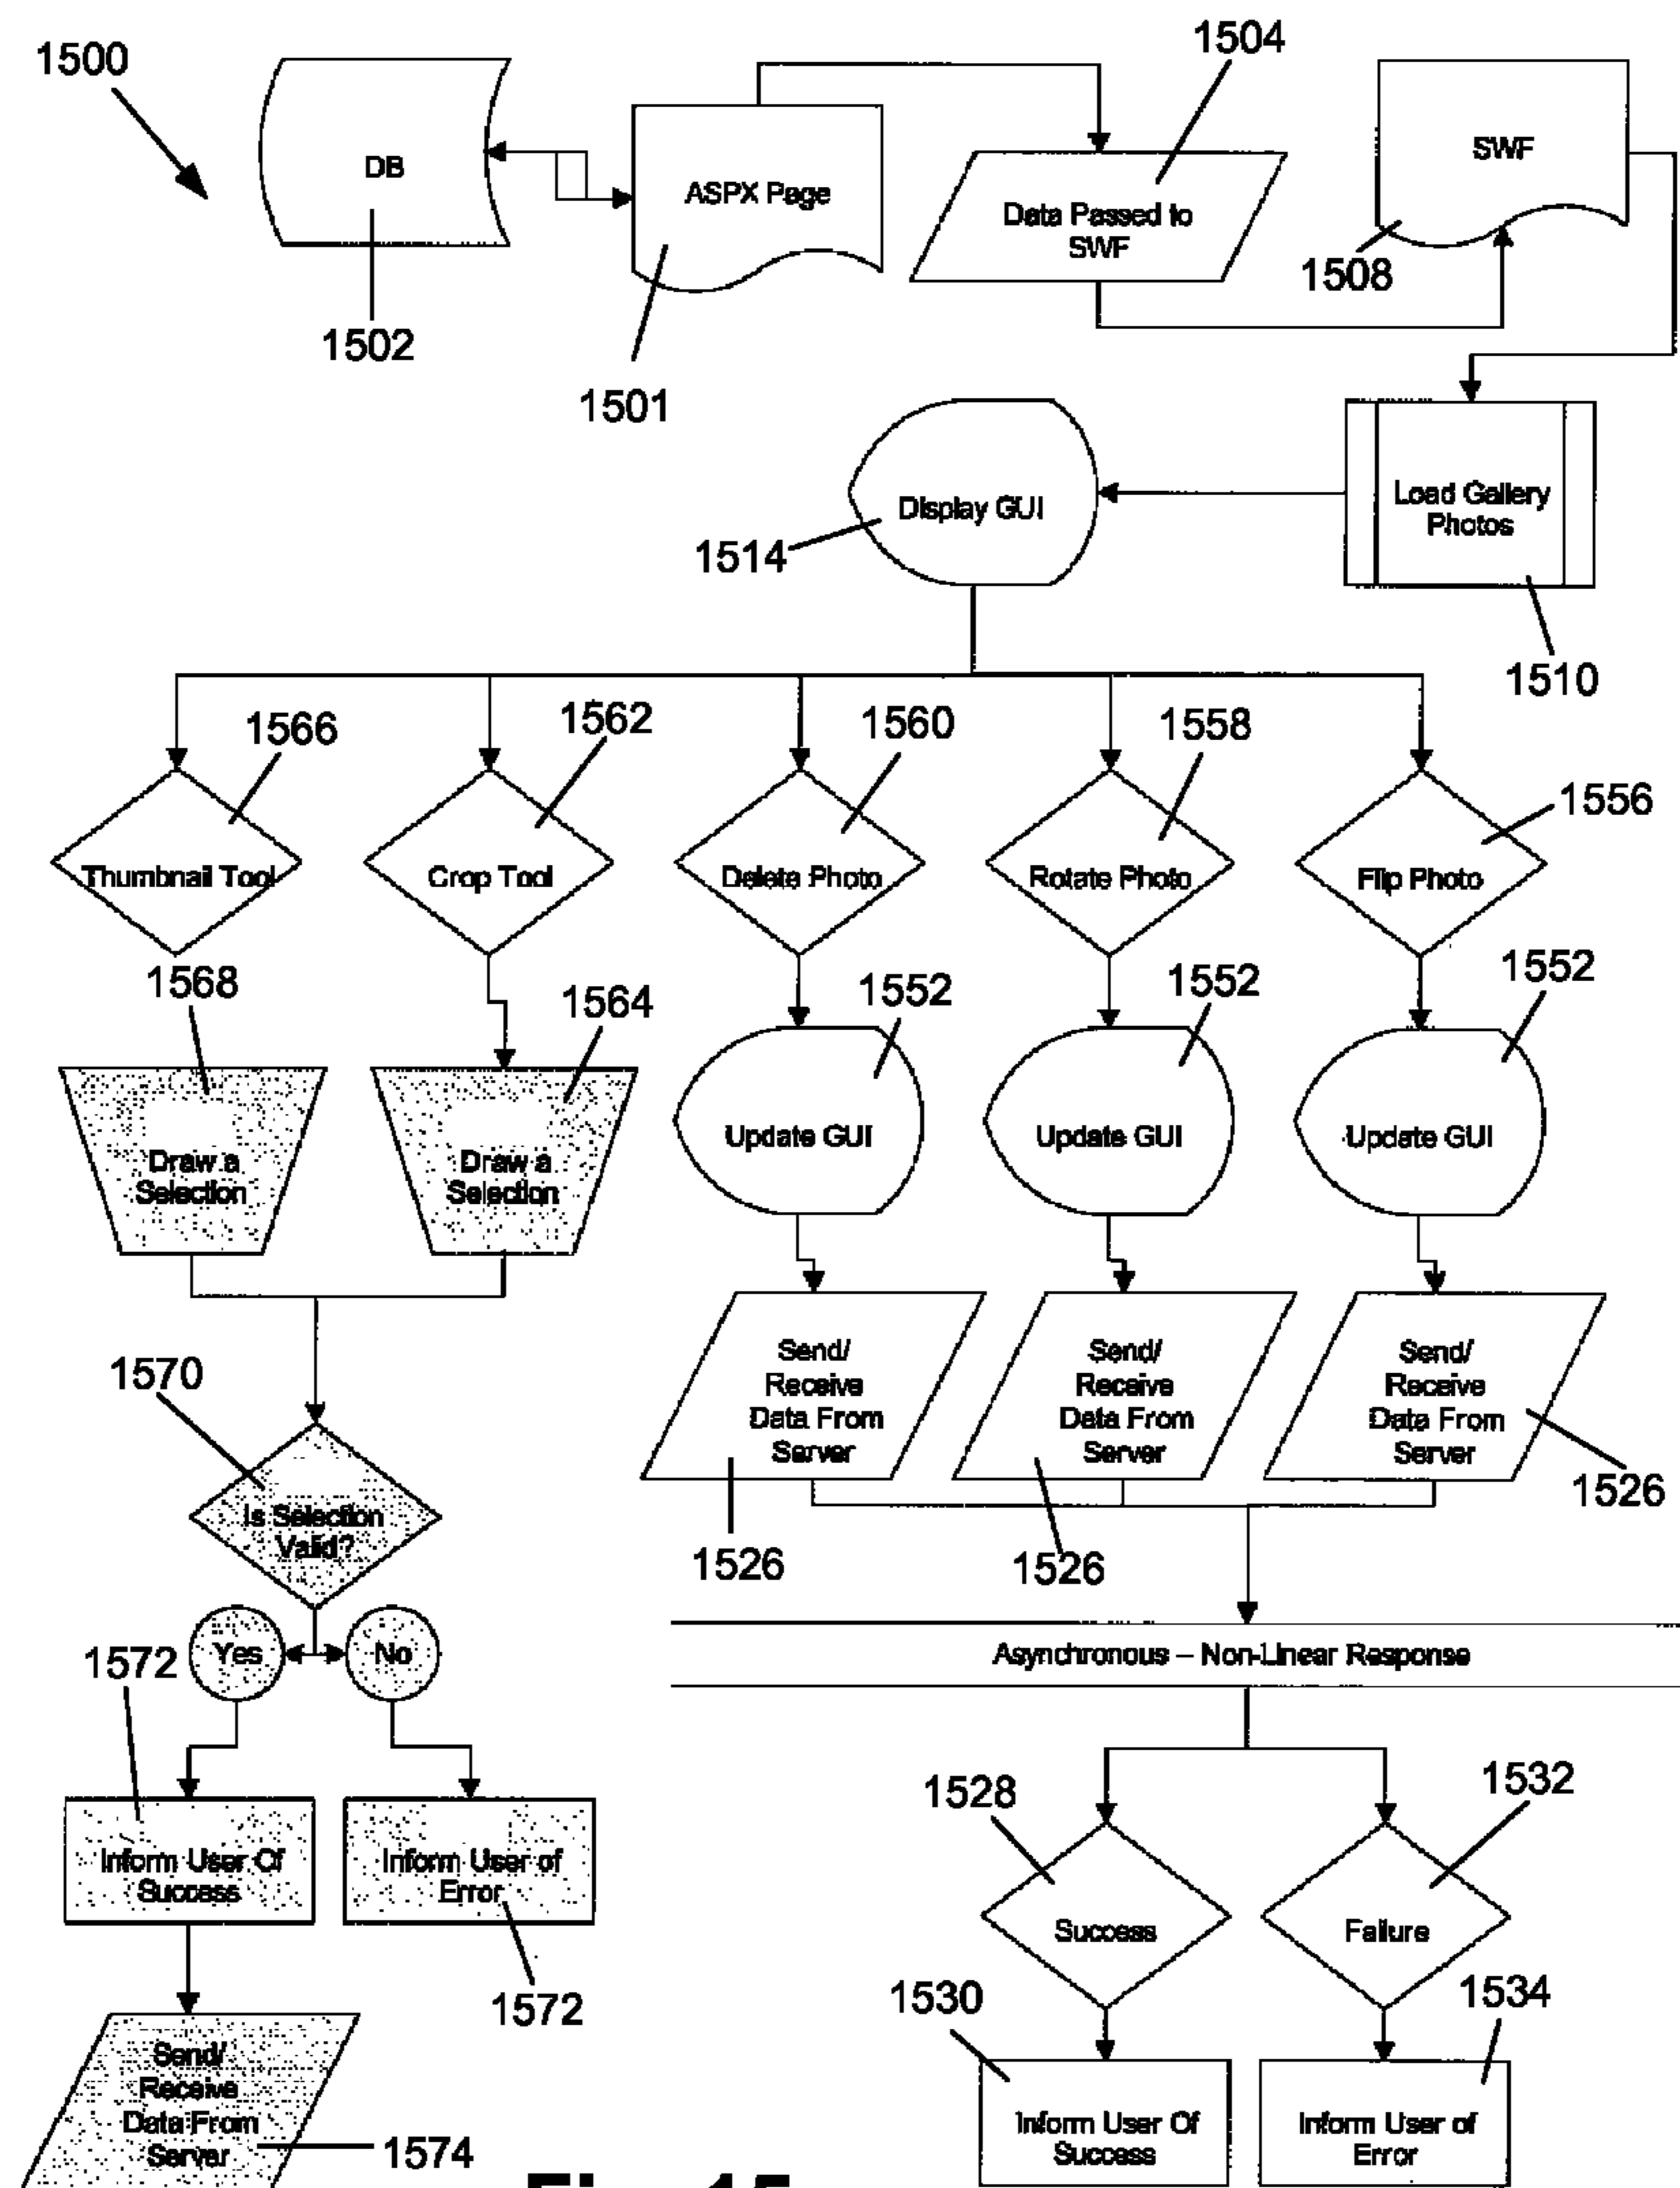 1500
1504
DB
ASPX Page
Data Passed to
SWF
SWF
1508
1502
1501
Display GUI
Load Gallery
Photos
1514
1510
1566
1562
1560
1558
1556
Thumbnail Tool
Crop Tool
Delete Photo
Rotate Photo
Flip Photo
1568
1564
1552
1552
1552
Draw a
Selection
Draw a
Selection
Update GUI
Update GUI
Update GUI
1570
Send/
Receive
Data From
Server
Send/
Receive
Data From
Server
Send/
Receive
Data From
Server
1526
1526
1526
Is Selection
Valid?
Yes
No
1572
Asynchronous – Non-Linear Response
1528
1532
Inform User Of
Success
Inform User of
Error
1572
Success
Failure
1530
1534
Send/
Receive
Data From
Server
1574
Inform User Of
Success
Inform User of
Error